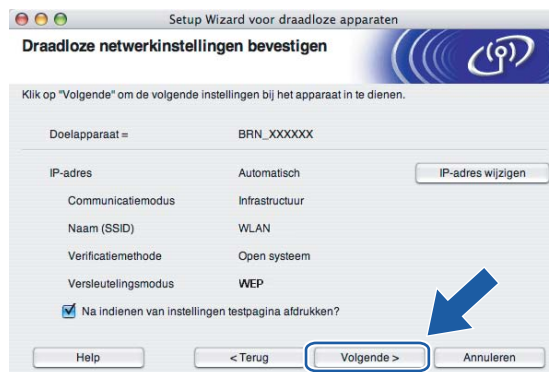 Setup Wizard voor draadloze apparaten
Draadloze netwerkinstellingen bevestigen
Klik op "Volgende" om de volgende instellingen bij het apparaat in te dienen.
Doelapparaat = BRN_XXXXXX
IP-adres Automatisch IP-adres wijzigen
Communicatiemodus Infrastructuur
Naam (SSID) WLAN
Verificatiemethode Open systeem
Versleutelingsmodus WEP
Na indienen van instellingen testpagina afdrukken?
Help < Terug Volgende > Annuleren